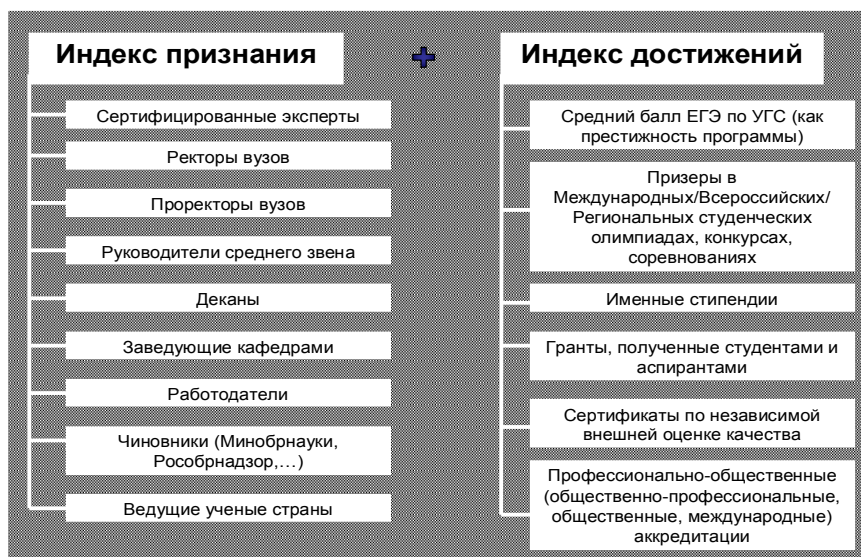 Индекс признания
Сертифицированные эксперты
Ректоры вузов
Проректоры вузов
Руководители среднего звена
Деканы
Заведующие кафедрами
Работодатели
Чиновники (Минобрнауки,
Рособрнадзор,...)
Ведущие ученые страны
Индекс достижений
Средний балл ЕГЭ по УГС (как
престижность программы)
Призеры в
Международных/Всероссийских/
Региональных студенческих
олимпиадах, конкурсах,
соревнованиях
Именные стипендии
Гранты, полученные студентами и
аспирантами
Сертификаты по независимой
внешней оценке качества
Профессионально-общественные
(общественно-профессиональные,
общественные, международные)
аккредитации